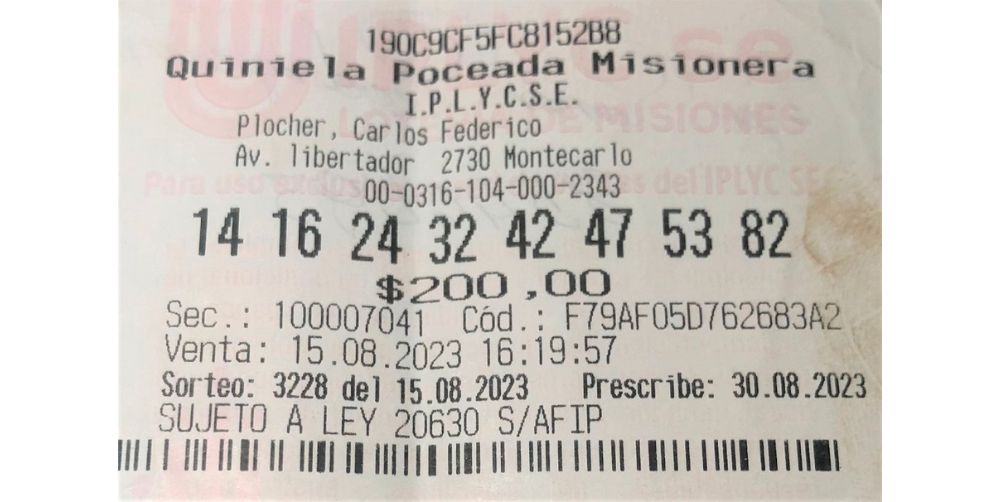 190C9CF5FC8152B8
Quiniela Poceada Misionera
I.P.L.Y.C.S.E.
Plocher, Carlos Federico
Av. libertador 2730 Montecarlo
00-0316-104-000-2343
14 16 24 32 42 47 53 82
$200,00
Sec.: 100007041 Cód.: F79AF05D762683A2
Venta: 15.08.2023 16:19:57
Sorteo: 3228 del 15.08.2023 Prescribe: 30.08.2023
SUJETO A LEY 20630 S/AFIP